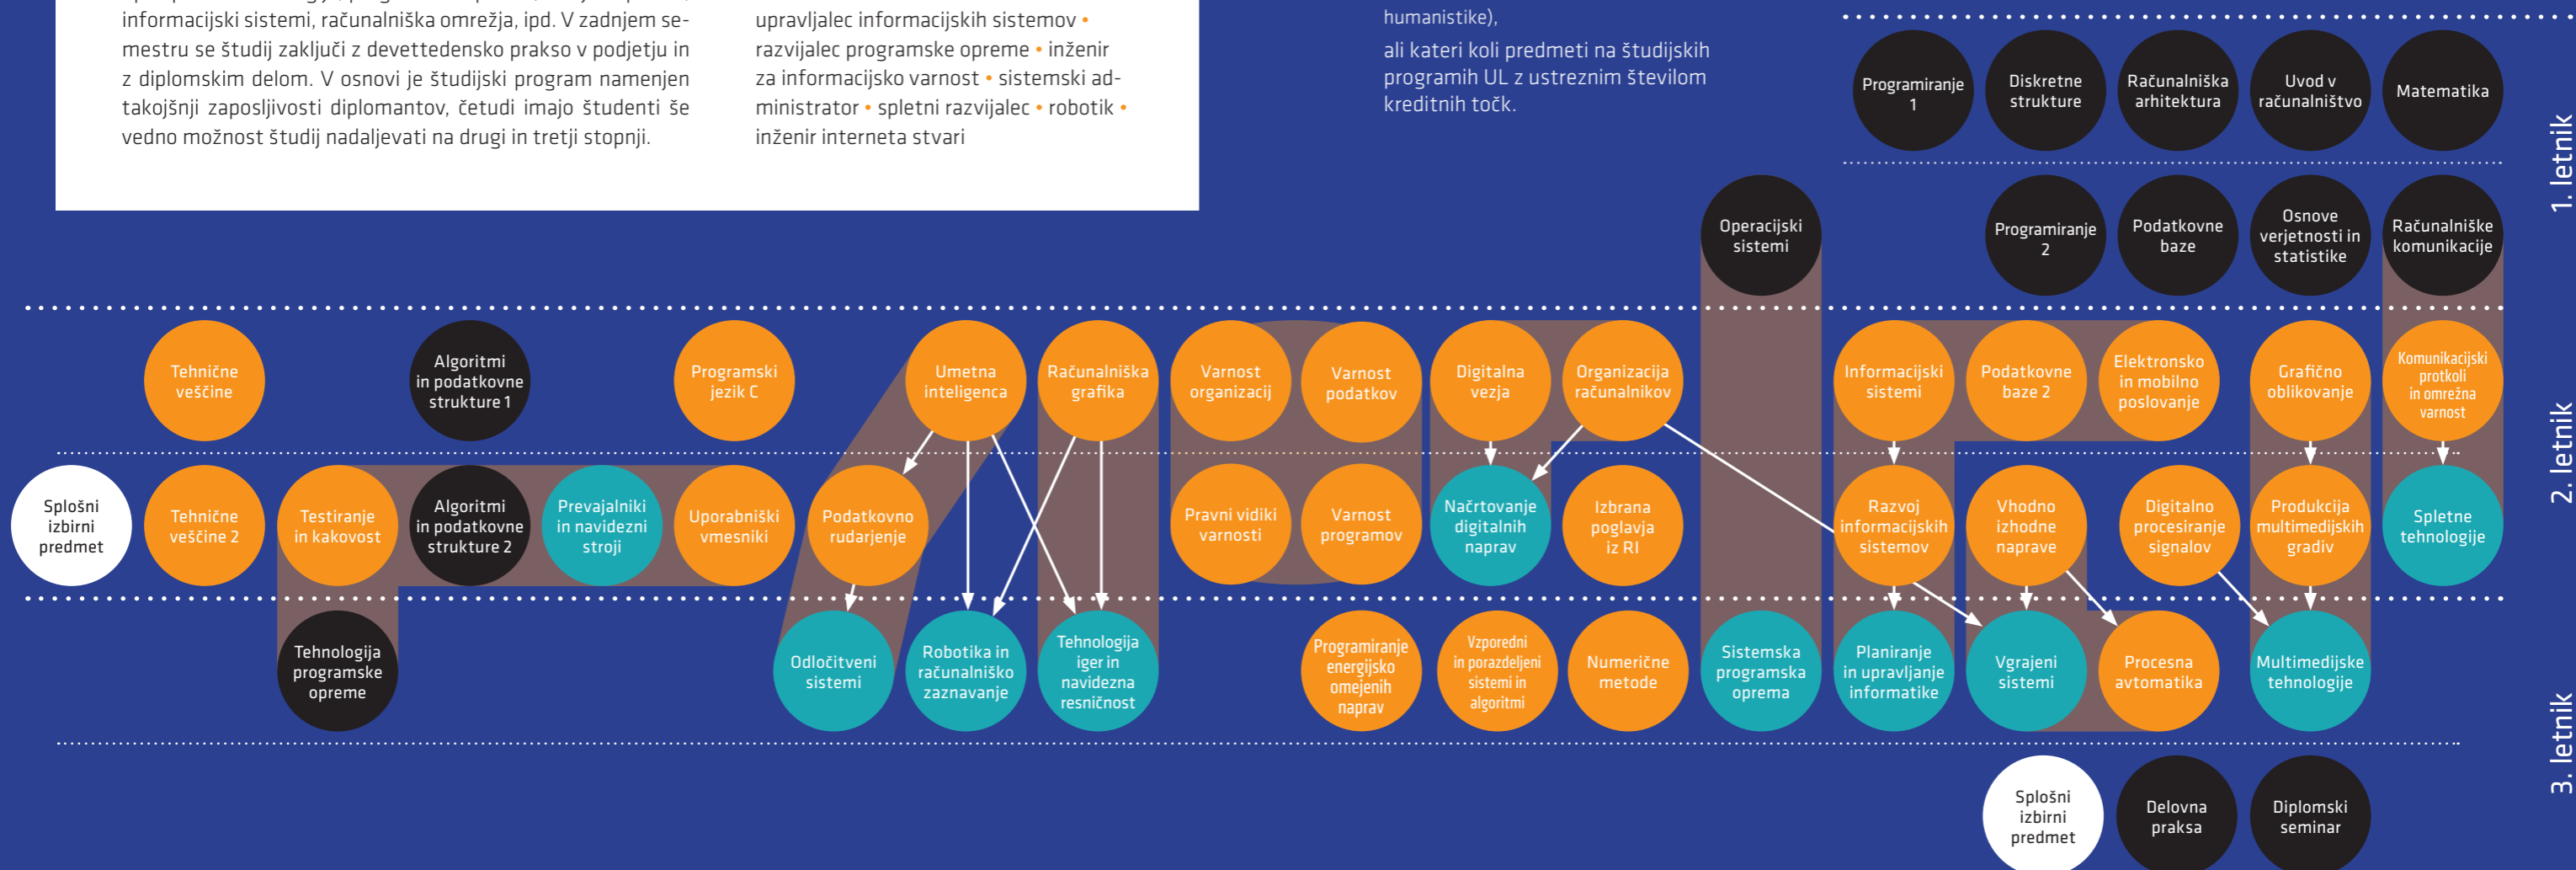 informacijski sistemi, računalniška omrežja, ipd. V zadnjem se-
mestru se študij zaključi z devettedensko prakso v podjetju in
z diplomskim delom. V osnovi je študijski program namenjen
takojšnji zaposljivosti diplomantov, četudi imajo študenti še
vedno možnost študij nadaljevati na drugi in tretji stopnji.
upravljalec informacijskih sistemov •
razvijalec programske opreme • inženir
za informacijsko varnost • sistemski ad-
ministrator • spletni razvijalec • robotik •
inženir interneta stvari
humanistike),
ali kateri koli predmeti na študijskih
programih UL z ustreznim številom
kreditnih točk.
Programiranje
1
Diskretne
strukture
Računalniška
arhitektura
Uvod v
računalništvo
Matematika
1. letnik
Operacijski
sistemi
Programiranje
2
Podatkovne
baze
Osnove
verjetnosti in
statistike
Računalniške
komunikacije
Tehnične
veščine
Algoritmi
in podatkovne
strukture 1
Programski
jezik C
Umetna
inteligenca
Računalniška
grafika
Varnost
organizacij
Varnost
podatkov
Digitalna
vezja
Organizacija
računalnikov
Informacijski
sistemi
Podatkovne
baze 2
Elektronsko
in mobilno
poslovanje
Grafično
oblikovanje
Komunikacijski
protkoli
in omrežna
varnost
2. letnik
Splošni
izbirni
predmet
Tehnične
veščine 2
Testiranje
in kakovost
Algoritmi
in podatkovne
strukture 2
Prevajalniki
in navidezni
stroji
Uporabniški
vmesniki
Podatkovno
rudarjenje
Pravni vidiki
varnosti
Varnost
programov
Načrtovanje
digitalnih
naprav
Izbrana
poglavja
iz RI
Razvoj
informacijskih
sistemov
Vhodno
izhodne
naprave
Digitalno
procesiranje
signalov
Produkcija
multimedijskih
gradiv
Spletne
tehnologije
Tehnologija
programske
opreme
Odločitveni
sistemi
Robotika in
računalniško
zaznavanje
Tehnologija
iger in
navidezna
resničnost
Programiranje
energijsko
omejenih
naprav
Vzporedni
in porazdeljeni
sistemi in
algoritmi
Numerične
metode
Sistemska
programska
oprema
Planiranje
in upravljanje
informatike
Vgrajeni
sistemi
Procesna
avtomatika
Multimedijske
tehnologije
3. letnik
Splošni
izbirni
predmet
Delovna
praksa
Diplomski
seminar